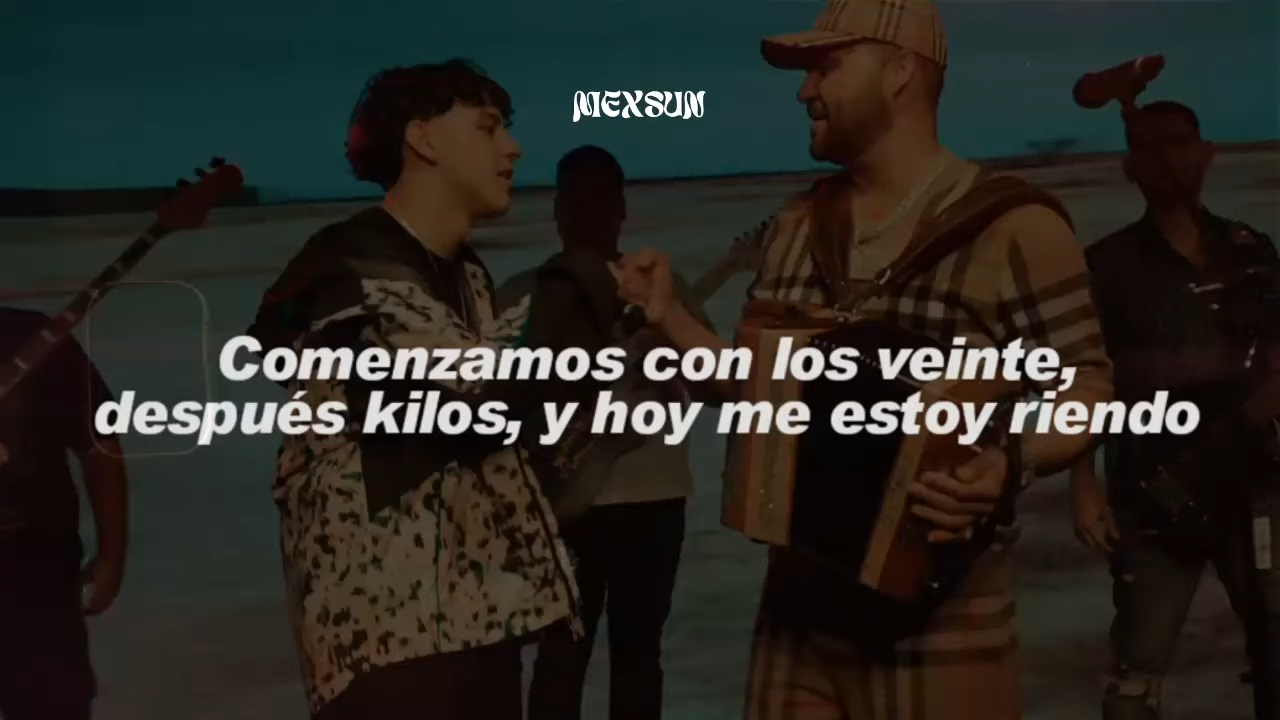 MEXSUN
Comenzamos con los veinte,
después kilos, y hoy me estoy riendo